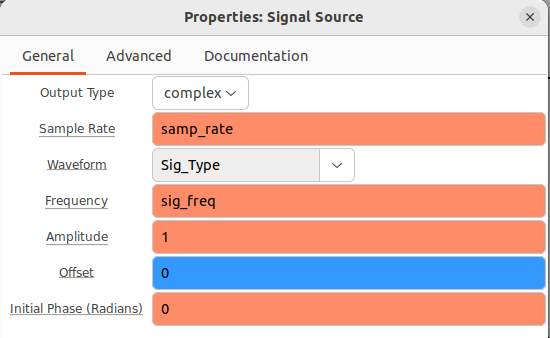 Properties: Signal Source
General Advanced Documentation
Output Type complex
Sample Rate samp_rate
Waveform Sig_Type
Frequency sig_freq
Amplitude 1
Offset 0
Initial Phase (Radians) 0